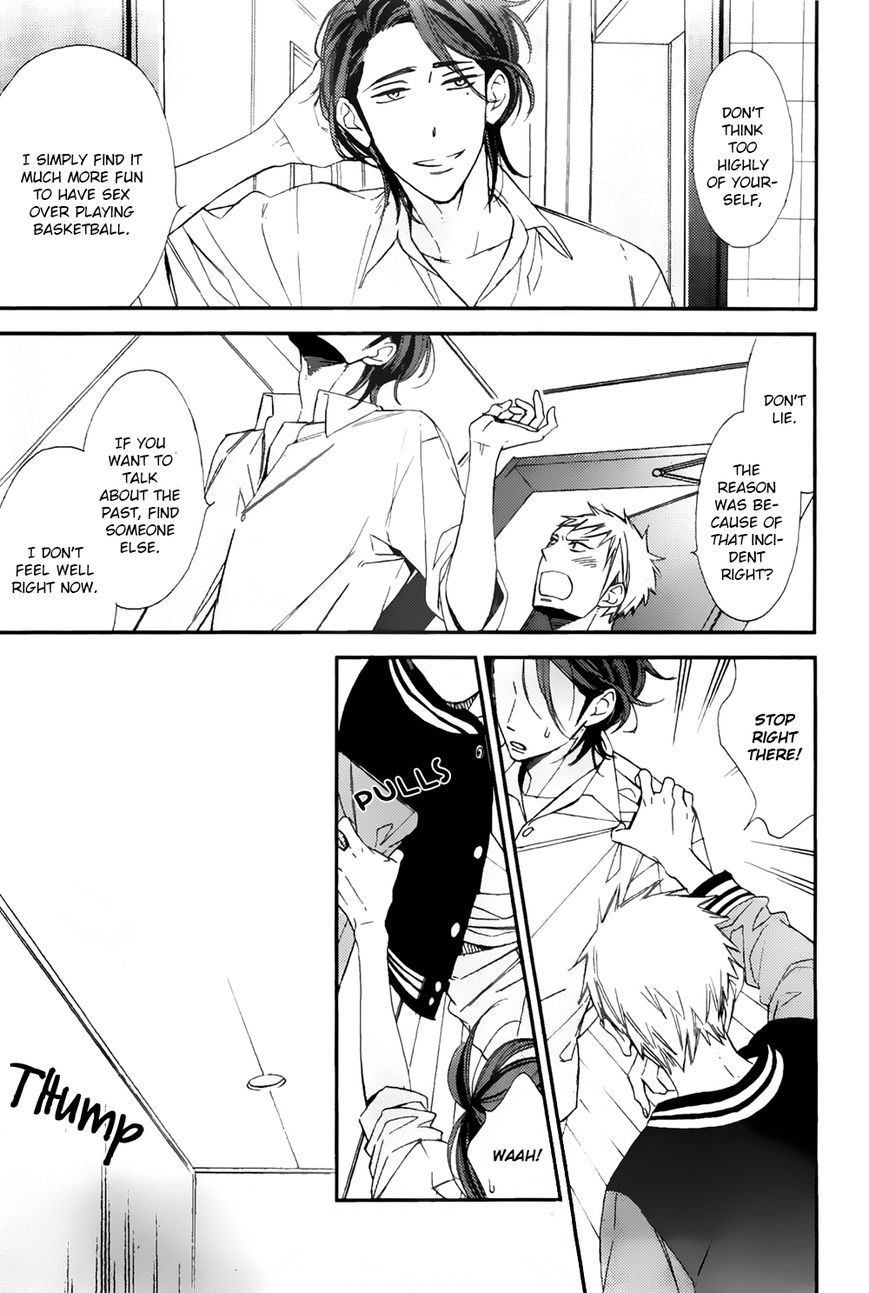 DON'T
THINK
TOO
HIGHLY
OF YOUR-
SELF,
I SIMPLY FIND IT
MUCH MORE FUN
TO HAVE SEX
OVER PLAYING
BASKETBALL.
DON'T
LIE.
THE
REASON
WAS BE-
CAUSE OF
THAT INCI-
DENT
RIGHT?
IF YOU
WANT TO
TALK
ABOUT THE
PAST, FIND
SOMEONE
ELSE.
I DON'T
FEEL WELL
RIGHT NOW.
STOP
RIGHT
THERE!
PULLS
WAAH!
THUMP